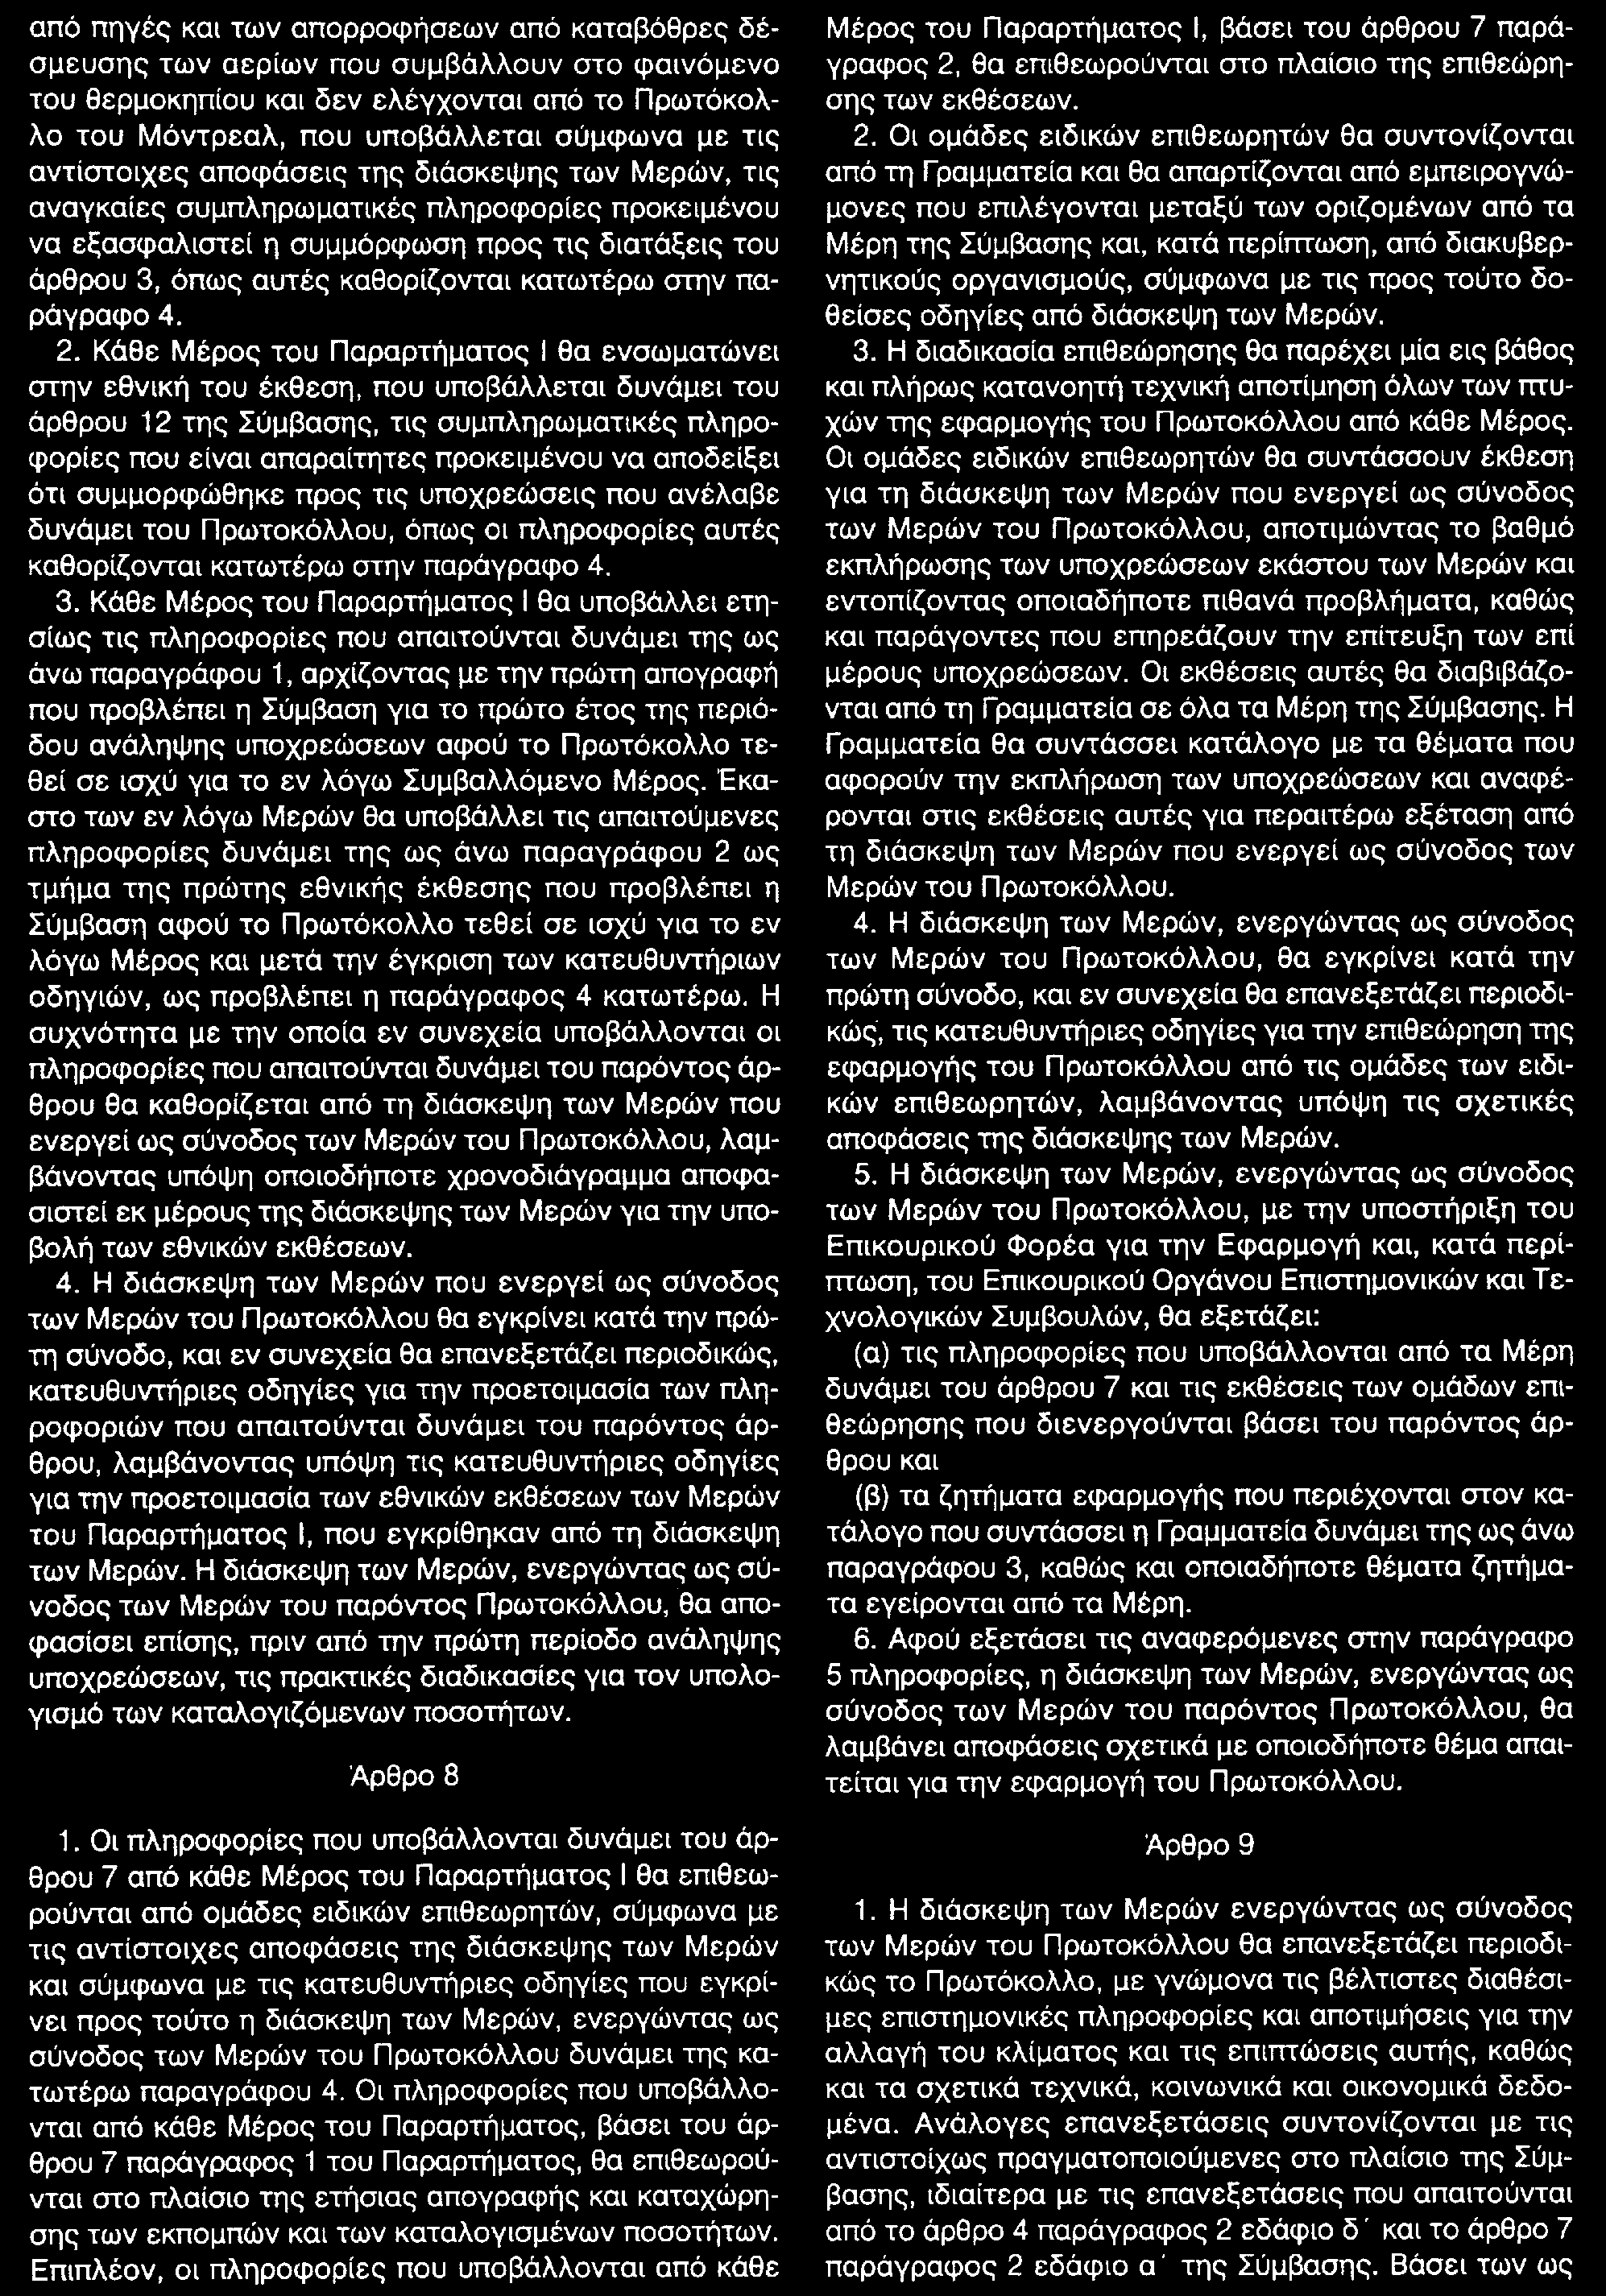 από πηγές και των απορροφήσεων από καταβόθρες δέ-
σμευσης των αερίων που συμβάλλουν στο φαινόμενο
του θερμοκηπίου και δεν ελέγχονται από το Πρωτόκολ-
λο του Μόντρεαλ, που υποβάλλεται σύμφωνα με τις
αντίστοιχες αποφάσεις της διάσκεψης των Μερών, τις
αναγκαίες συμπληρωματικές πληροφορίες προκειμένου
να εξασφαλιστεί η συμμόρφωση προς τις διατάξεις του
άρθρου 3, όπως αυτές καθορίζονται κατωτέρω στην πα-
ράγραφο 4.
2. Κάθε Μέρος του Παραρτήματος Ι θα ενσωματώνει
στην εθνική του έκθεση, που υποβάλλεται δυνάμει του
άρθρου 12 της Σύμβασης, τις συμπληρωματικές πληρο-
φορίες που είναι απαραίτητες προκειμένου να αποδείξει
ότι συμμορφώθηκε προς τις υποχρεώσεις που ανέλαβε
δυνάμει του Πρωτοκόλλου, όπως οι πληροφορίες αυτές
καθορίζονται κατωτέρω στην παράγραφο 4.
3. Κάθε Μέρος του Παραρτήματος Ι θα υποβάλλει ετη-
σίως τις πληροφορίες που απαιτούνται δυνάμει της ως
άνω παραγράφου 1, αρχίζοντας με την πρώτη απογραφή
που προβλέπει η Σύμβαση για το πρώτο έτος της περιό-
δου ανάληψης υποχρεώσεων αφού το Πρωτόκολλο τε-
θεί σε ισχύ για το εν λόγω Συμβαλλόμενο Μέρος. Έκα-
στο των εν λόγω Μερών θα υποβάλλει τις απαιτούμενες
πληροφορίες δυνάμει της ως άνω παραγράφου 2 ως
τμήμα της πρώτης εθνικής έκθεσης που προβλέπει η
Σύμβαση αφού το Πρωτόκολλο τεθεί σε ισχύ για το εν
λόγω Μέρος και μετά την έγκριση των κατευθυντήριων
οδηγιών, ως προβλέπει η παράγραφος 4 κατωτέρω. Η
συχνότητα με την οποία εν συνεχεία υποβάλλονται οι
πληροφορίες που απαιτούνται δυνάμει του παρόντος άρ-
θρου θα καθορίζεται από τη διάσκεψη των Μερών που
ενεργεί ως σύνοδος των Μερών του Πρωτοκόλλου, λαμ-
βάνοντας υπόψη οποιοδήποτε χρονοδιάγραμμα αποφα-
σιστεί εκ μέρους της διάσκεψης των Μερών για την υπο-
βολή των εθνικών εκθέσεων.
4. Η διάσκεψη των Μερών που ενεργεί ως σύνοδος
των Μερών του Πρωτοκόλλου θα εγκρίνει κατά την πρώ-
τη σύνοδο, και εν συνεχεία θα επανεξετάζει περιοδικώς,
κατευθυντήριες οδηγίες για την προετοιμασία των πλη-
ροφοριών που απαιτούνται δυνάμει του παρόντος άρ-
θρου, λαμβάνοντας υπόψη τις κατευθυντήριες οδηγίες
για την προετοιμασία των εθνικών εκθέσεων των Μερών
του Παραρτήματος Ι, που εγκρίθηκαν από τη διάσκεψη
των Μερών. Η διάσκεψη των Μερών, ενεργώντας ως σύ-
νοδος των Μερών του παρόντος Πρωτοκόλλου, θα απο-
φασίσει επίσης, πριν από την πρώτη περίοδο ανάληψης
υποχρεώσεων, τις πρακτικές διαδικασίες για τον υπολο-
γισμό των καταλογιζόμενων ποσοτήτων.
Άρθρο 8
1. Οι πληροφορίες που υποβάλλονται δυνάμει του άρ-
θρου 7 από κάθε Μέρος του Παραρτήματος Ι θα επιθεω-
ρούνται από ομάδες ειδικών επιθεωρητών, σύμφωνα με
τις αντίστοιχες αποφάσεις της διάσκεψης των Μερών
και σύμφωνα με τις κατευθυντήριες οδηγίες που εγκρί-
νει προς τούτο η διάσκεψη των Μερών, ενεργώντας ως
σύνοδος των Μερών του Πρωτοκόλλου δυνάμει της κα-
τωτέρω παραγράφου 4. Οι πληροφορίες που υποβάλλο-
νται από κάθε Μέρος του Παραρτήματος, βάσει του άρ-
θρου 7 παράγραφος 1 του Παραρτήματος, θα επιθεωρού-
νται στο πλαίσιο της ετήσιας απογραφής και καταχώρη-
σης των εκπομπών και των καταλογισμένων ποσοτήτων.
Επιπλέον, οι πληροφορίες που υποβάλλονται από κάθε
Μέρος του Παραρτήματος Ι, βάσει του άρθρου 7 παρά-
γραφος 2, θα επιθεωρούνται στο πλαίσιο της επιθεώρη-
σης των εκθέσεων.
2. Οι ομάδες ειδικών επιθεωρητών θα συντονίζονται
από τη Γραμματεία και θα απαρτίζονται από εμπειρογνώ-
μονες που επιλέγονται μεταξύ των οριζομένων από τα
Μέρη της Σύμβασης και, κατά περίπτωση, από διακυβερ-
νητικούς οργανισμούς, σύμφωνα με τις προς τούτο δο-
θείσες οδηγίες από διάσκεψη των Μερών.
3. Η διαδικασία επιθεώρησης θα παρέχει μία εις βάθος
και πλήρως κατανοητή τεχνική αποτίμηση όλων των πτυ-
χών της εφαρμογής του Πρωτοκόλλου από κάθε Μέρος.
Οι ομάδες ειδικών επιθεωρητών θα συντάσσουν έκθεση
για τη διάσκεψη των Μερών που ενεργεί ως σύνοδος
των Μερών του Πρωτοκόλλου, αποτιμώντας το βαθμό
εκπλήρωσης των υποχρεώσεων εκάστου των Μερών και
εντοπίζοντας οποιαδήποτε πιθανά προβλήματα, καθώς
και παράγοντες που επηρεάζουν την επίτευξη των επί
μέρους υποχρεώσεων. Οι εκθέσεις αυτές θα διαβιβάζο-
νται από τη Γραμματεία σε όλα τα Μέρη της Σύμβασης. Η
Γραμματεία θα συντάσσει κατάλογο με τα θέματα που
αφορούν την εκπλήρωση των υποχρεώσεων και αναφέ-
ρονται στις εκθέσεις αυτές για περαιτέρω εξέταση από
τη διάσκεψη των Μερών που ενεργεί ως σύνοδος των
Μερών του Πρωτοκόλλου.
4. Η διάσκεψη των Μερών, ενεργώντας ως σύνοδος
των Μερών του Πρωτοκόλλου, θα εγκρίνει κατά την
πρώτη σύνοδο, και εν συνεχεία θα επανεξετάζει περιοδι-
κώς, τις κατευθυντήριες οδηγίες για την επιθεώρηση της
εφαρμογής του Πρωτοκόλλου από τις ομάδες των ειδι-
κών επιθεωρητών, λαμβάνοντας υπόψη τις σχετικές
αποφάσεις της διάσκεψης των Μερών.
5. Η διάσκεψη των Μερών, ενεργώντας ως σύνοδος
των Μερών του Πρωτοκόλλου, με την υποστήριξη του
Επικουρικού Φορέα για την Εφαρμογή και, κατά περί-
πτωση, του Επικουρικού Οργάνου Επιστημονικών και Τε-
χνολογικών Συμβουλών, θα εξετάζει:
(α) τις πληροφορίες που υποβάλλονται από τα Μέρη
δυνάμει του άρθρου 7 και τις εκθέσεις των ομάδων επι-
θεώρησης που διενεργούνται βάσει του παρόντος άρ-
θρου και
(β) τα ζητήματα εφαρμογής που περιέχονται στον κα-
τάλογο που συντάσσει η Γραμματεία δυνάμει της ως άνω
παραγράφου 3, καθώς και οποιαδήποτε θέματα ζητήμα-
τα εγείρονται από τα Μέρη.
6. Αφού εξετάσει τις αναφερόμενες στην παράγραφο
5 πληροφορίες, η διάσκεψη των Μερών, ενεργώντας ως
σύνοδος των Μερών του παρόντος Πρωτοκόλλου, θα
λαμβάνει αποφάσεις σχετικά με οποιοδήποτε θέμα απαι-
τείται για την εφαρμογή του Πρωτοκόλλου.
Άρθρο 9
1. Η διάσκεψη των Μερών ενεργώντας ως σύνοδος
των Μερών του Πρωτοκόλλου θα επανεξετάζει περιοδι-
κώς το Πρωτόκολλο, με γνώμονα τις βέλτιστες διαθέσι-
μες επιστημονικές πληροφορίες και αποτιμήσεις για την
αλλαγή του κλίματος και τις επιπτώσεις αυτής, καθώς
και τα σχετικά τεχνικά, κοινωνικά και οικονομικά δεδο-
μένα. Ανάλογες επανεξετάσεις συντονίζονται με τις
αντιστοίχως πραγματοποιούμενες στο πλαίσιο της Σύμ-
βασης, ιδιαίτερα με τις επανεξετάσεις που απαιτούνται
από το άρθρο 4 παράγραφος 2 εδάφιο δ΄ και το άρθρο 7
παράγραφος 2 εδάφιο α΄ της Σύμβασης. Βάσει των ως